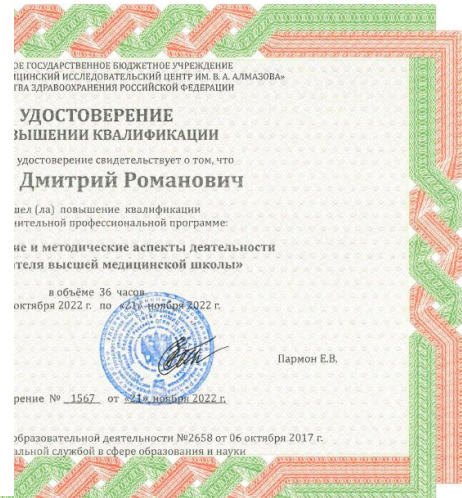 ОЕ ГОСУДАРСТВЕННОЕ БЮДЖЕТНОЕ УЧРЕЖДЕНИЕ
ИЦИНСКИЙ ИССЛЕДОВАТЕЛЬСКИЙ ЦЕНТР ИМ. В. А. АЛМАЗОВА»
ТВА ЗДРАВООХРАНЕНИЯ РОССИЙСКОЙ ФЕДЕРАЦИИ
УДОСТОВЕРЕНИЕ
ВЫШЕНИИ КВАЛИФИКАЦИИ
удостоверение свидетельствует о том, что
Дмитрий Романович
шел (ла) повышение квалификации
нительной профессиональной программе:
ие и методические аспекты деятельности
ателя высшей медицинской школы»
в объёме 36 часов
октября 2022 г. по «21» ноября 2022 г.
Пармон Е.В.
рение № 1567 от «21» ноября 2022 г.
образовательной деятельности №2658 от 06 октября 2017 г.
альной службой в сфере образования и науки